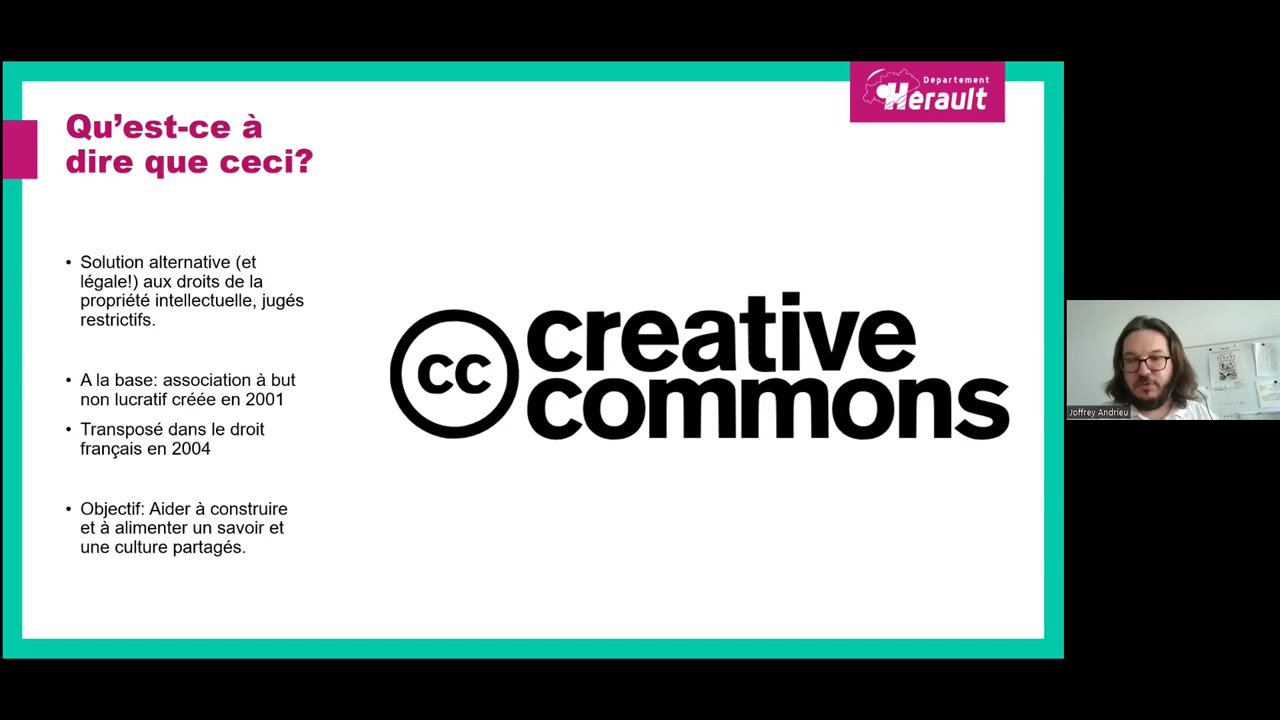 Departement
Hérault
Qu’est-ce à
dire que ceci?
• Solution alternative (et
légale!) aux droits de la
propriété intellectuelle, jugés
restrictifs.
• A la base: association à but
non lucratif créée en 2001
• Transposé dans le droit
français en 2004
• Objectif: Aider à construire
et à alimenter un savoir et
une culture partagés.
cc creative
commons
Joffrey Andrieu